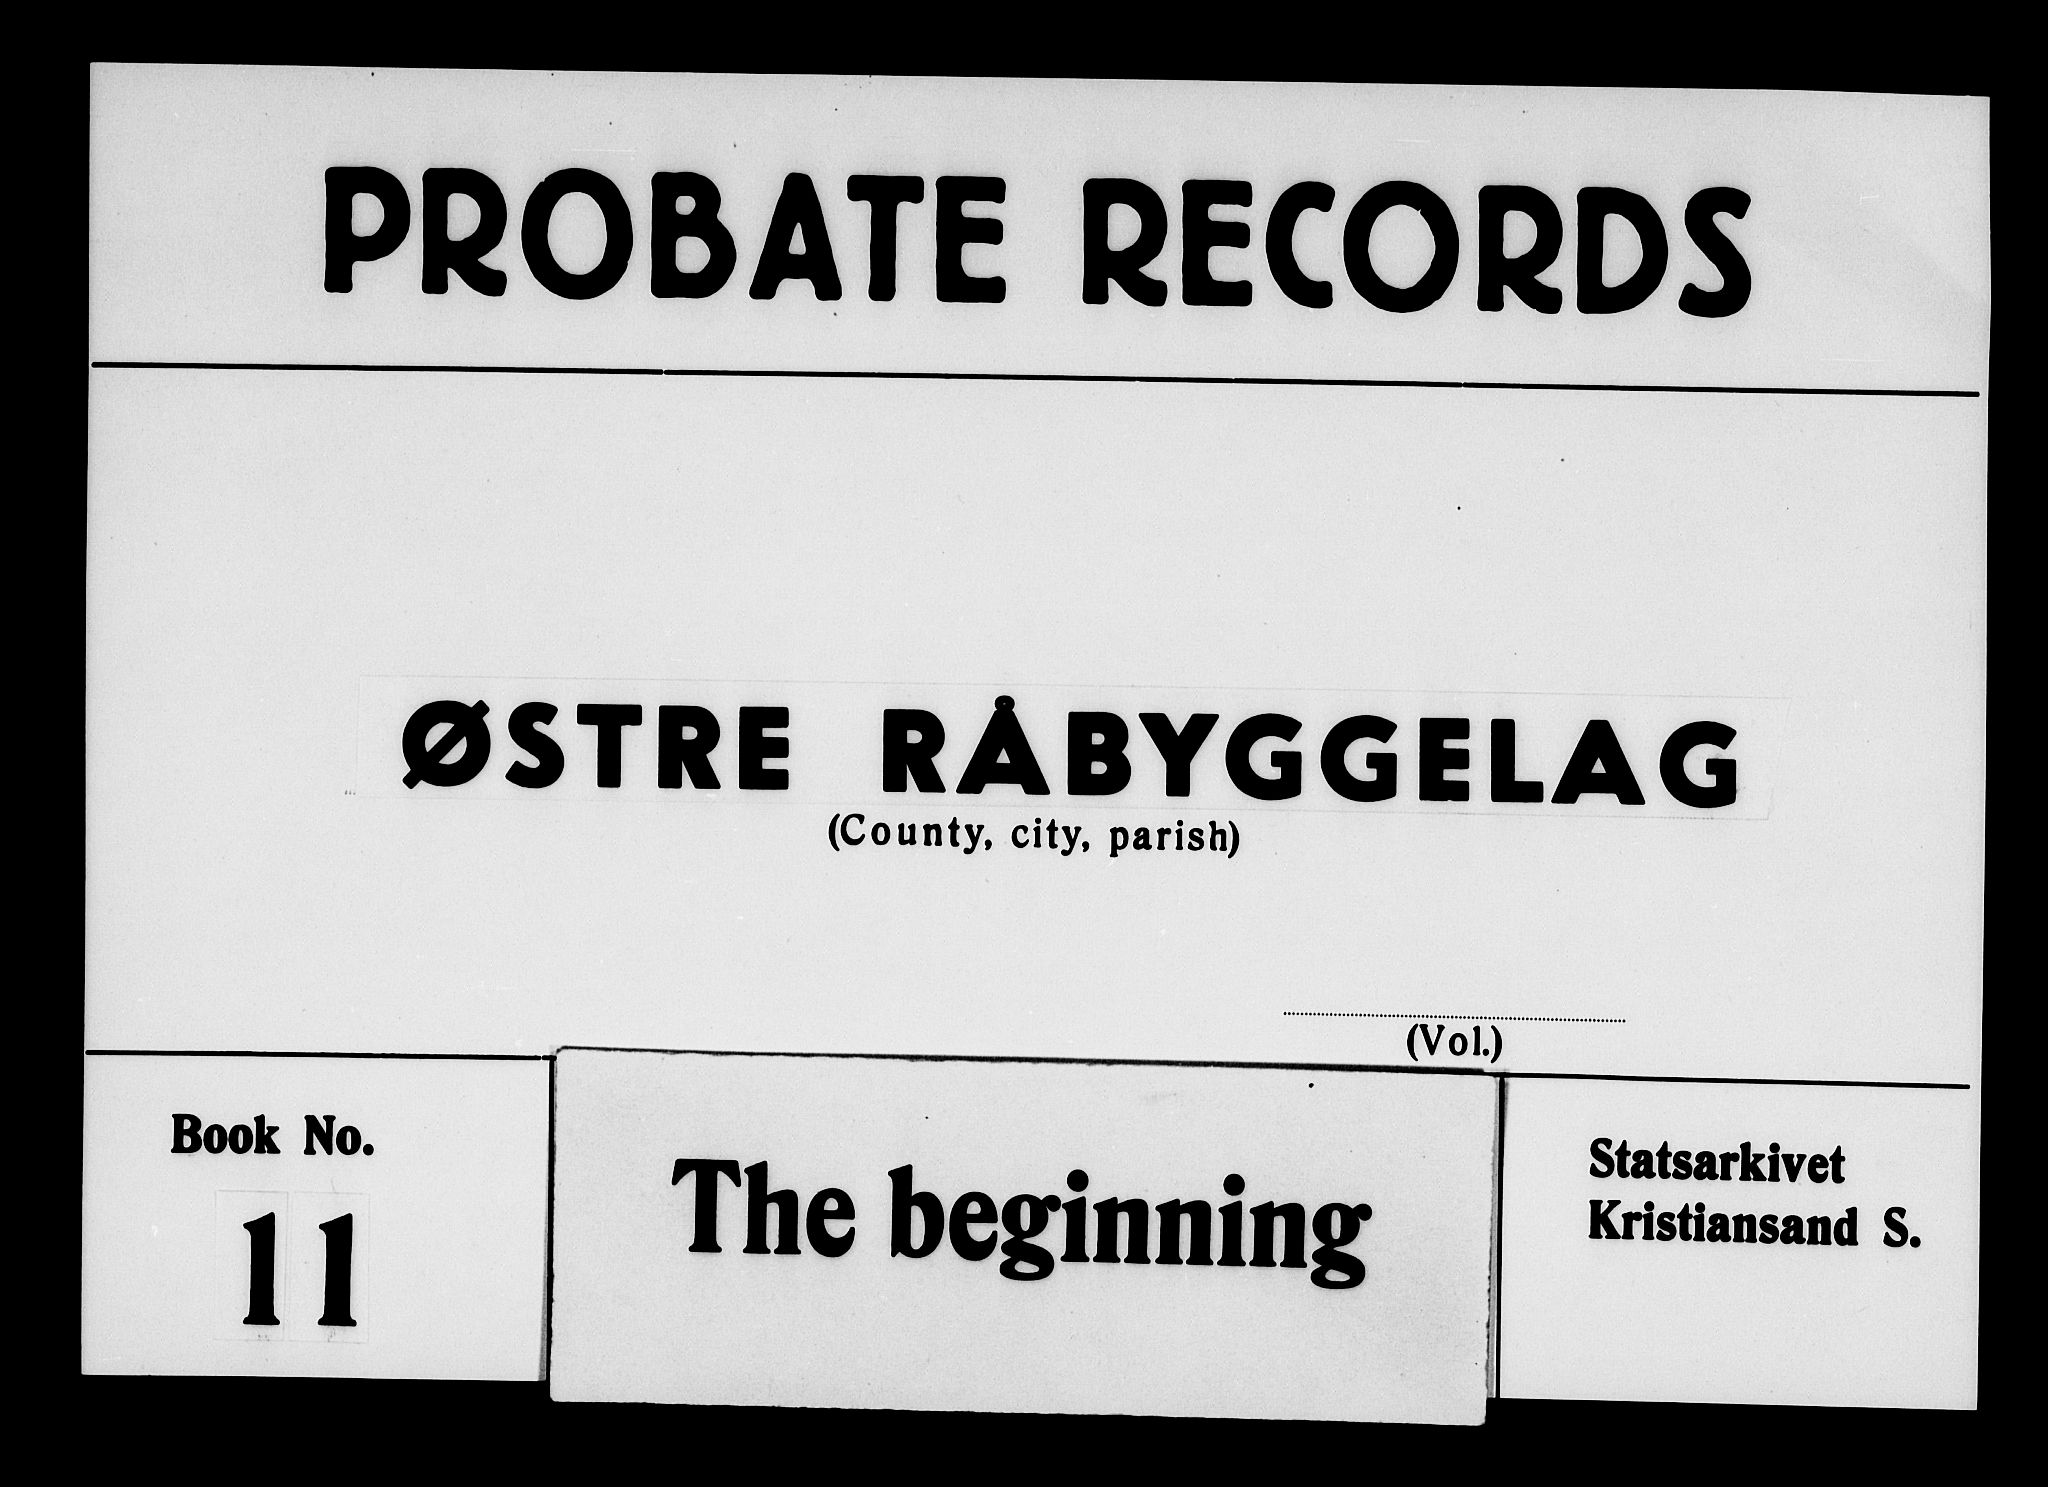 PROBATE RECORDS
ØSTRE RÅBYGGELAG
(County, city, parish)
(Vol.)
Book No.
11
The beginning
Statsarkivet
Kristiansand S.